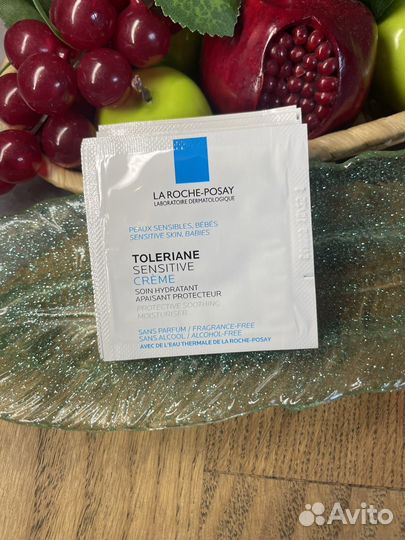 LA ROCHE-POSAY
LABORATOIRE DERMATOLOGIQUE
PEAUX SENSIBLES, BÉBÉS
SENSITIVE SKIN, BABIES
TOLERIANE
SENSITIVE
CRÈME
SOIN HYDRATANT
APAISANT PROTECTEUR
PROTECTIVE SOOTHING
MOISTURISER
SANS PARFUM / FRAGRANCE-FREE
SANS ALCOOL / ALCOHOL-FREE
AVEC DE L'EAU THERMALE DE LA ROCHE-POSAY
Avito